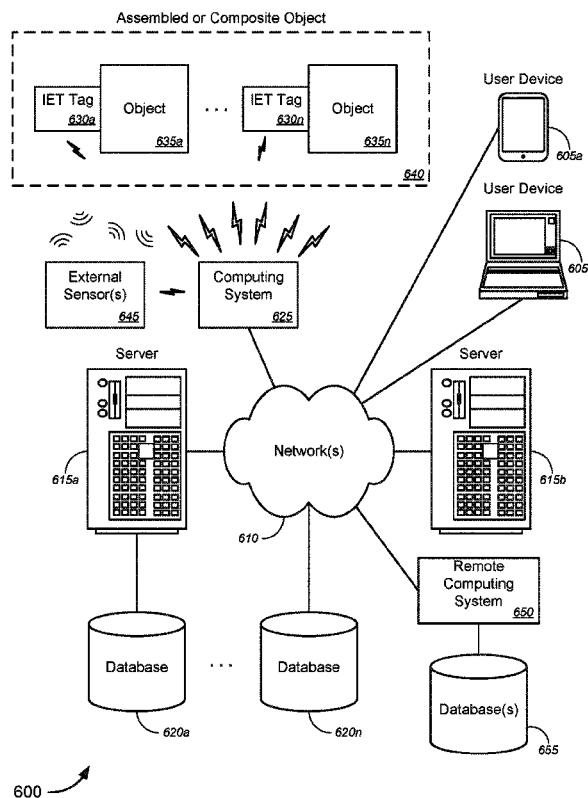 Assembled or Composite Object
IET Tag
630a
Object
635a
...
IET Tag
630n
Object
635n
640
User Device
605a
User Device
605
External
Sensor(s)
645
Computing
System
625
Server
615a
Network(s)
610
Server
615b
Remote
Computing
System
650
Database
620a
...
Database
620n
Database(s)
655
600